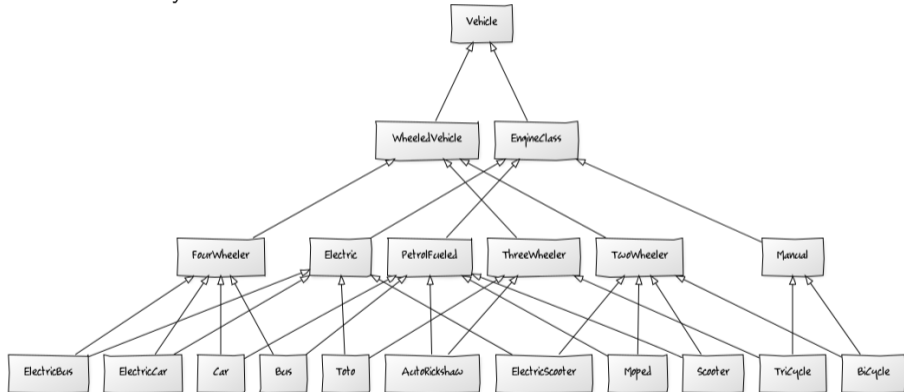 Vehicle
WheeledVehicle EngineClass
FourWheeler Electric PetrolFueled ThreeWheeler TwoWheeler Manual
ElectricBus ElectricCar Car Bus Toto AutoRickshaw ElectricScooter Moped Scooter TriCycle BiCycle